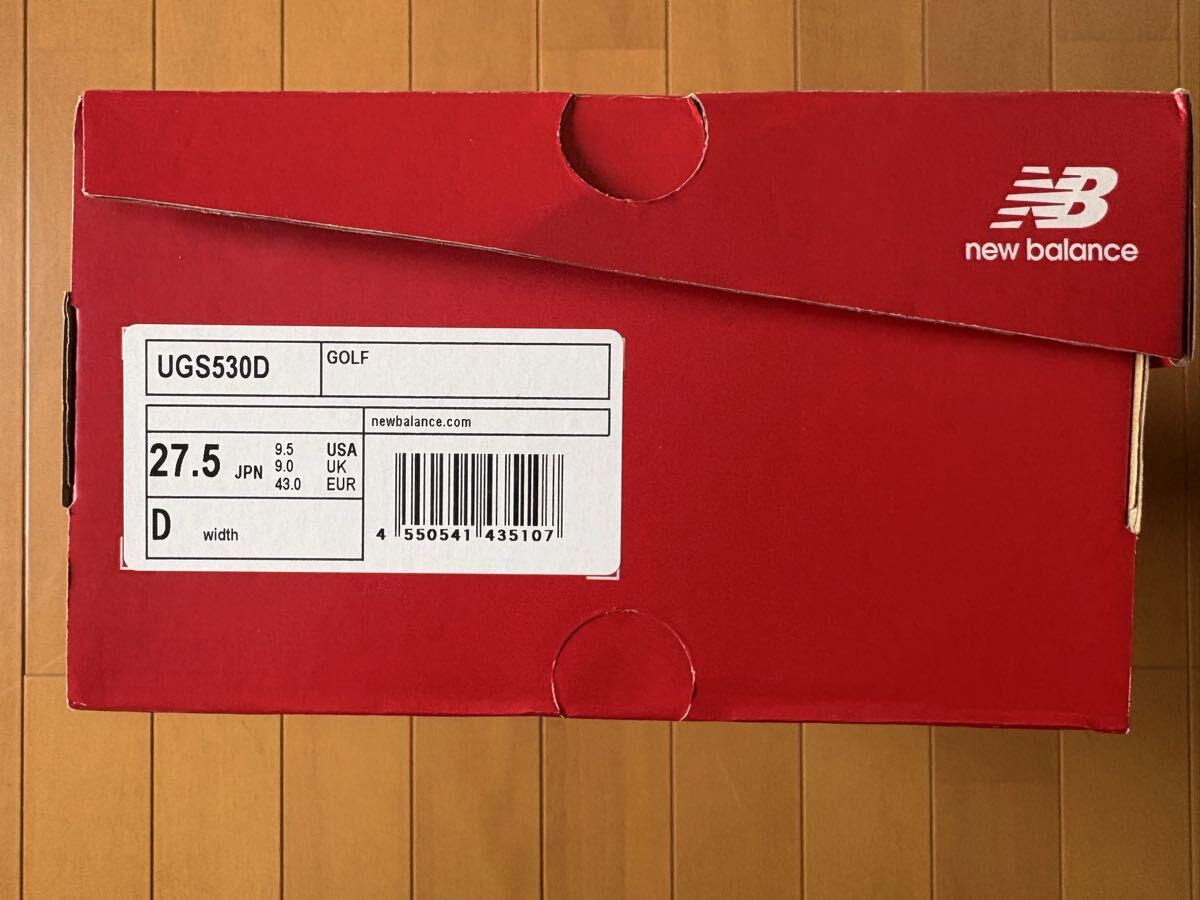 NB
new balance
UGS530D
GOLF
newbalance.com
27.5 JPN
9.5 USA
9.0 UK
43.0 EUR
D width
4 550541 435107